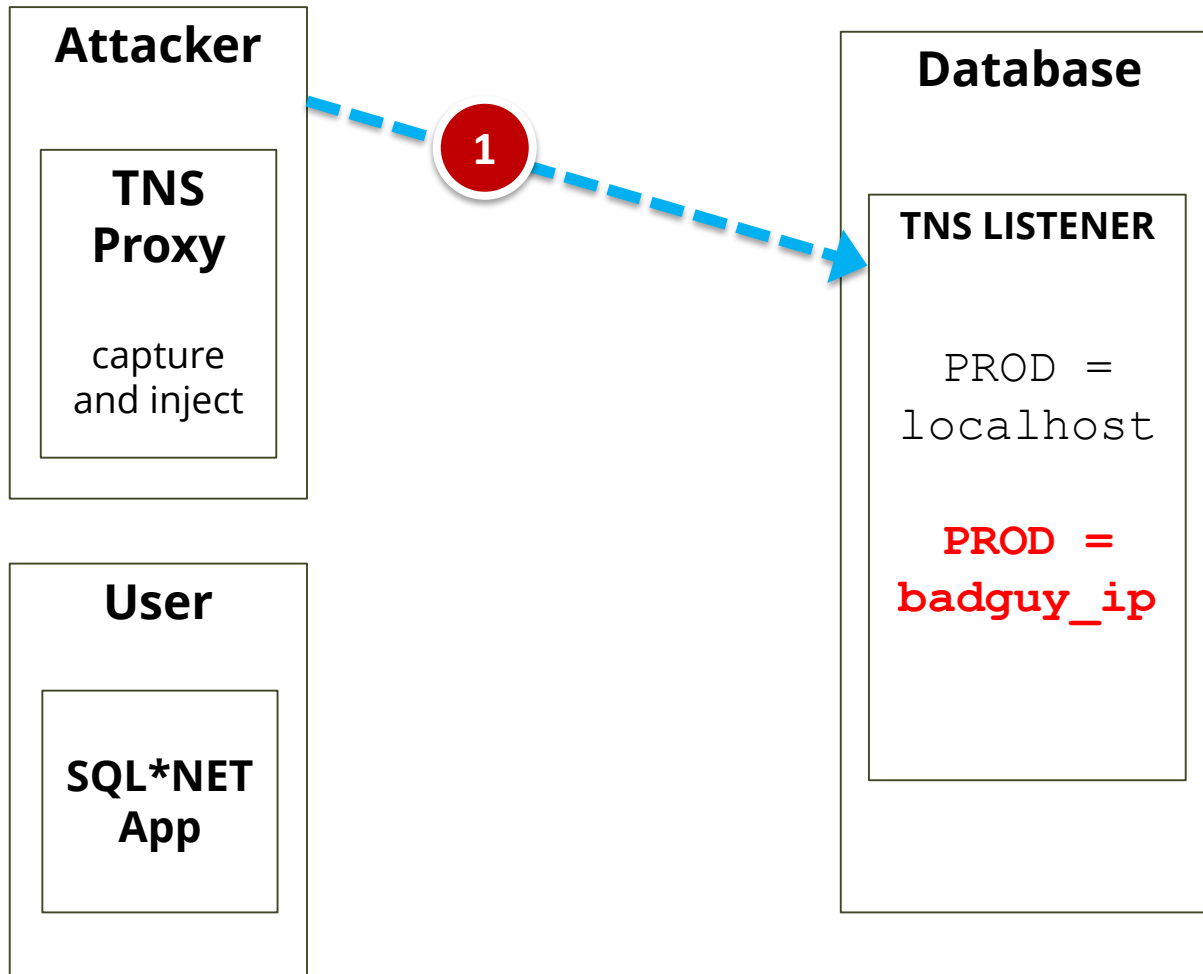 Attacker
TNS
Proxy
capture
and inject
1
Database
TNS LISTENER
PROD =
localhost
PROD =
badguy_ip
User
SQL*NET
App